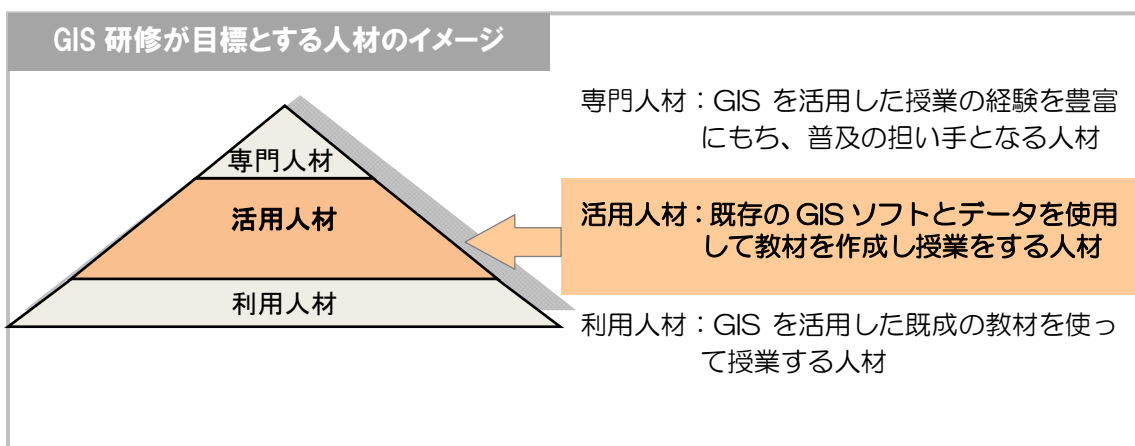 GIS 研修が目標とする人材のイメージ
専門人材
活用人材
利用人材
専門人材：GIS を活用した授業の経験を豊富
にもち、普及の担い手となる人材
活用人材：既存の GIS ソフトとデータを使用
して教材を作成し授業をする人材
利用人材：GIS を活用した既成の教材を使っ
て授業する人材